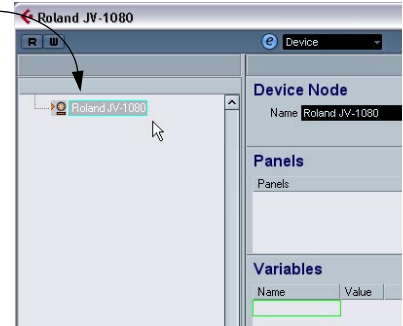 Roland JV-1080
R W
e Device
Roland JV-1080
Device Node
Name Roland JV-1080
Panels
Panels
Variables
Name Value